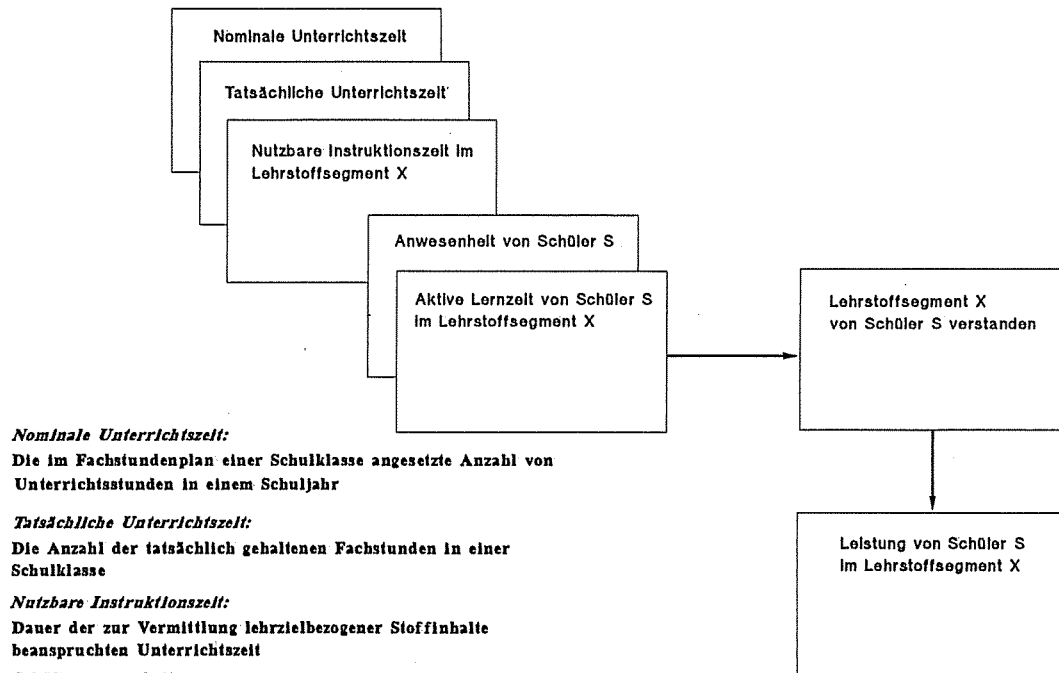 Nominale Unterrichtszeit
Tatsächliche Unterrichtszeit
Nutzbare Instruktionszeit im
Lehrstoffsegment X
Anwesenheit von Schüler S
Aktive Lernzeit von Schüler S
im Lehrstoffsegment X
Lehrstoffsegment X
von Schüler S verstanden
Leistung von Schüler S
im Lehrstoffsegment X
Nominale Unterrichtszeit:
Die im Fachstundenplan einer Schulklasse angesetzte Anzahl von
Unterrichtsstunden in einem Schuljahr
Tatsächliche Unterrichtszeit:
Die Anzahl der tatsächlich gehaltenen Fachstunden in einer
Schulklasse
Nutzbare Instruktionszeit:
Dauer der zur Vermittlung lehrzielbezogener Stoffinhalte
beanspruchten Unterrichtszeit